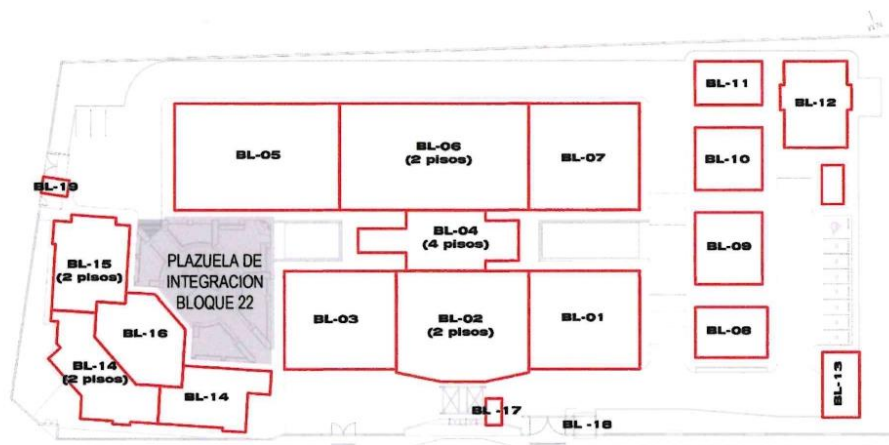 BL-11
BL-12
BL-05
BL-06
(2 pisos)
BL-07
BL-10
BL-19
BL-04
(4 pisos)
BL-15
(2 pisos)
PLAZUELA DE
INTEGRACION
BLOQUE 22
BL-09
BL-03
BL-02
(2 pisos)
BL-01
BL-16
BL-08
BL-14
(2 pisos)
BL-14
BL-13
BL -17
BL -18